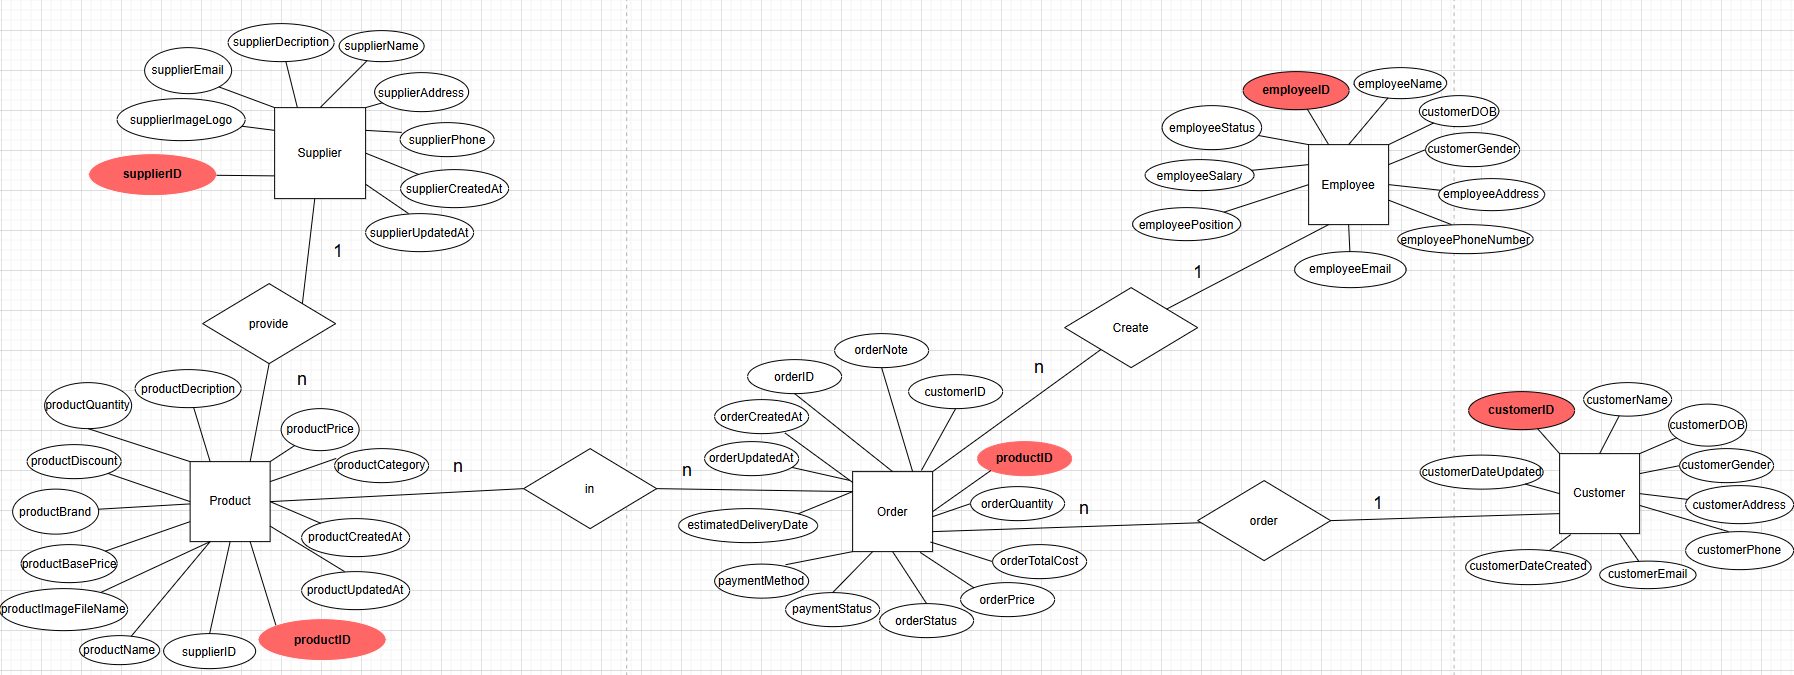 supplierDecription
supplierName
supplierEmail
supplierAddress
supplierImageLogo
supplierPhone
Supplier
supplierID
supplierCreatedAt
supplierUpdatedAt
1
provide
n
productDecription
productQuantity
productPrice
productDiscount
productCategory
Product
productBrand
productCreatedAt
productBasePrice
productUpdatedAt
productImageFileName
productName
supplierID
productID
n
in
n
employeeID
employeeName
customerDOB
employeeStatus
customerGender
employeeSalary
Employee
employeeAddress
employeePosition
employeePhoneNumber
employeeEmail
1
Create
n
orderNote
orderID
customerID
orderCreatedAt
orderUpdatedAt
productID
orderQuantity
Order
estimatedDeliveryDate
orderTotalCost
paymentMethod
orderPrice
paymentStatus
orderStatus
n
order
1
customerID
customerName
customerDOB
customerDateUpdated
customerGender
Customer
customerAddress
customerPhone
customerDateCreated
customerEmail